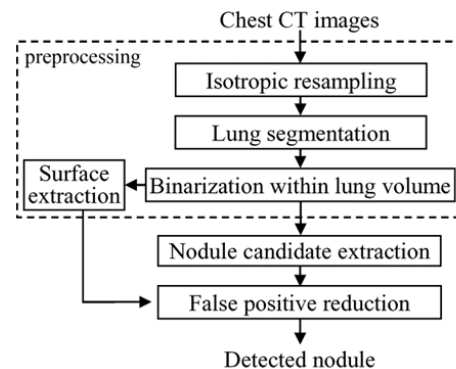 Chest CT images
preprocessing
Isotropic resampling
Lung segmentation
Surface
extraction
Binarization within lung volume
Nodule candidate extraction
False positive reduction
Detected nodule